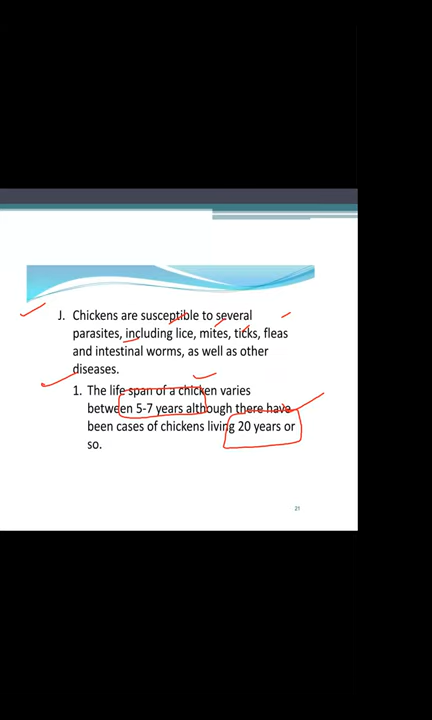 J. Chickens are susceptible to several
parasites, including lice, mites, ticks, fleas
and intestinal worms, as well as other
diseases.
1. The life span of a chicken varies
between 5-7 years although there have
been cases of chickens living 20 years or
so.
21